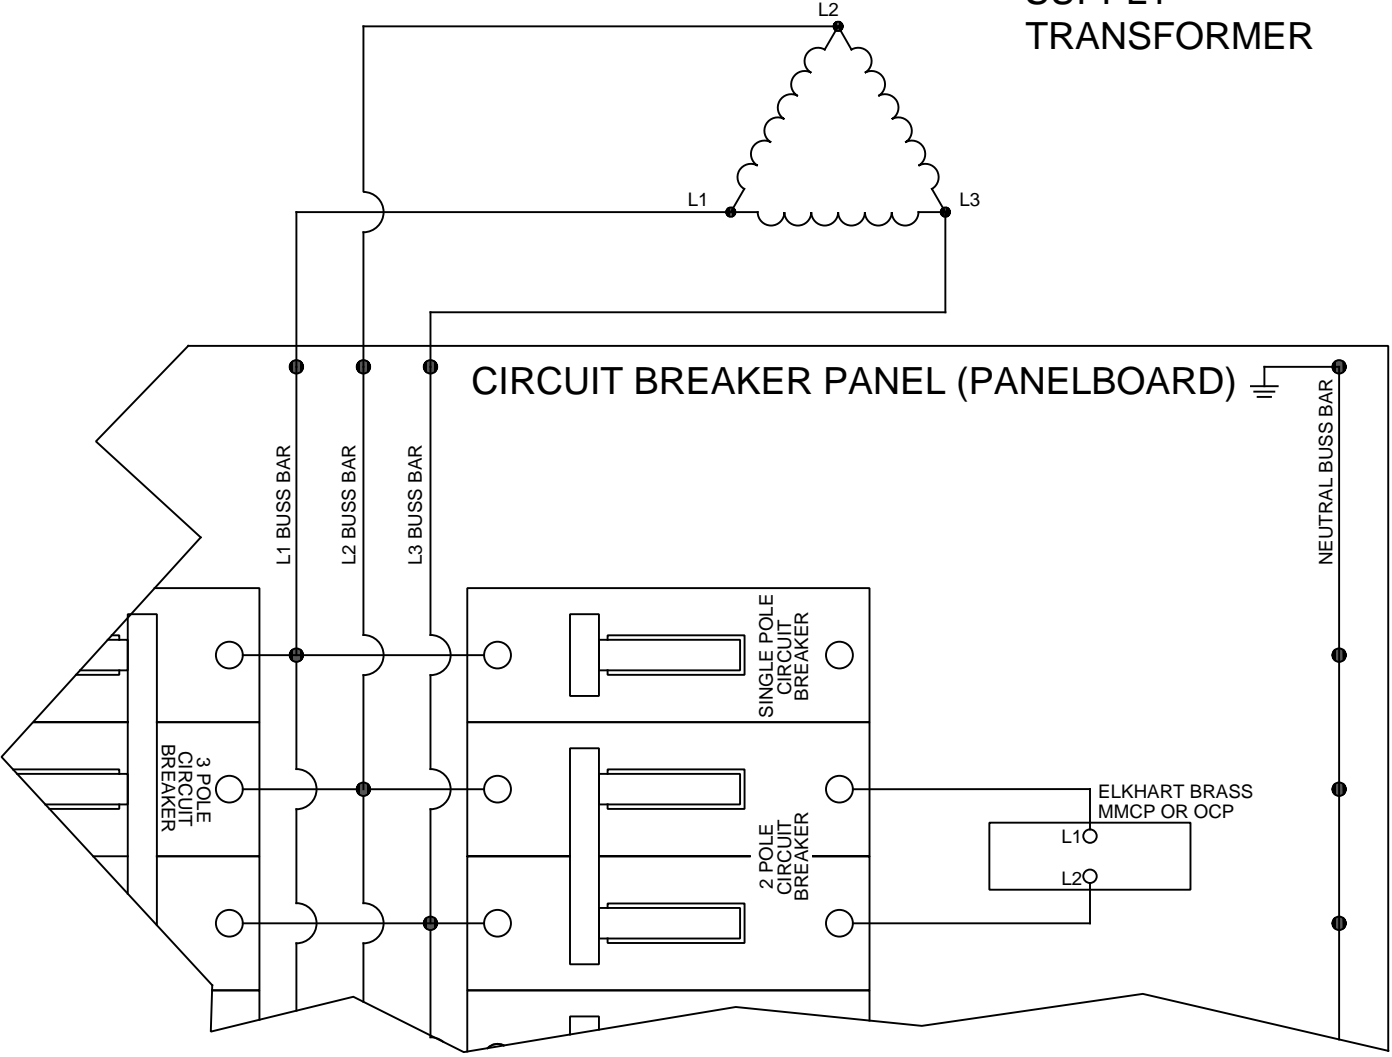 L2
TRANSFORMER
L1
L3
CIRCUIT BREAKER PANEL (PANELBOARD)
L1 BUSS BAR
L2 BUSS BAR
L3 BUSS BAR
NEUTRAL BUSS BAR
SINGLE POLE
CIRCUIT
BREAKER
3 POLE
CIRCUIT
BREAKER
2 POLE
CIRCUIT
BREAKER
ELKHART BRASS
MMCP OR OCP
L1
L2